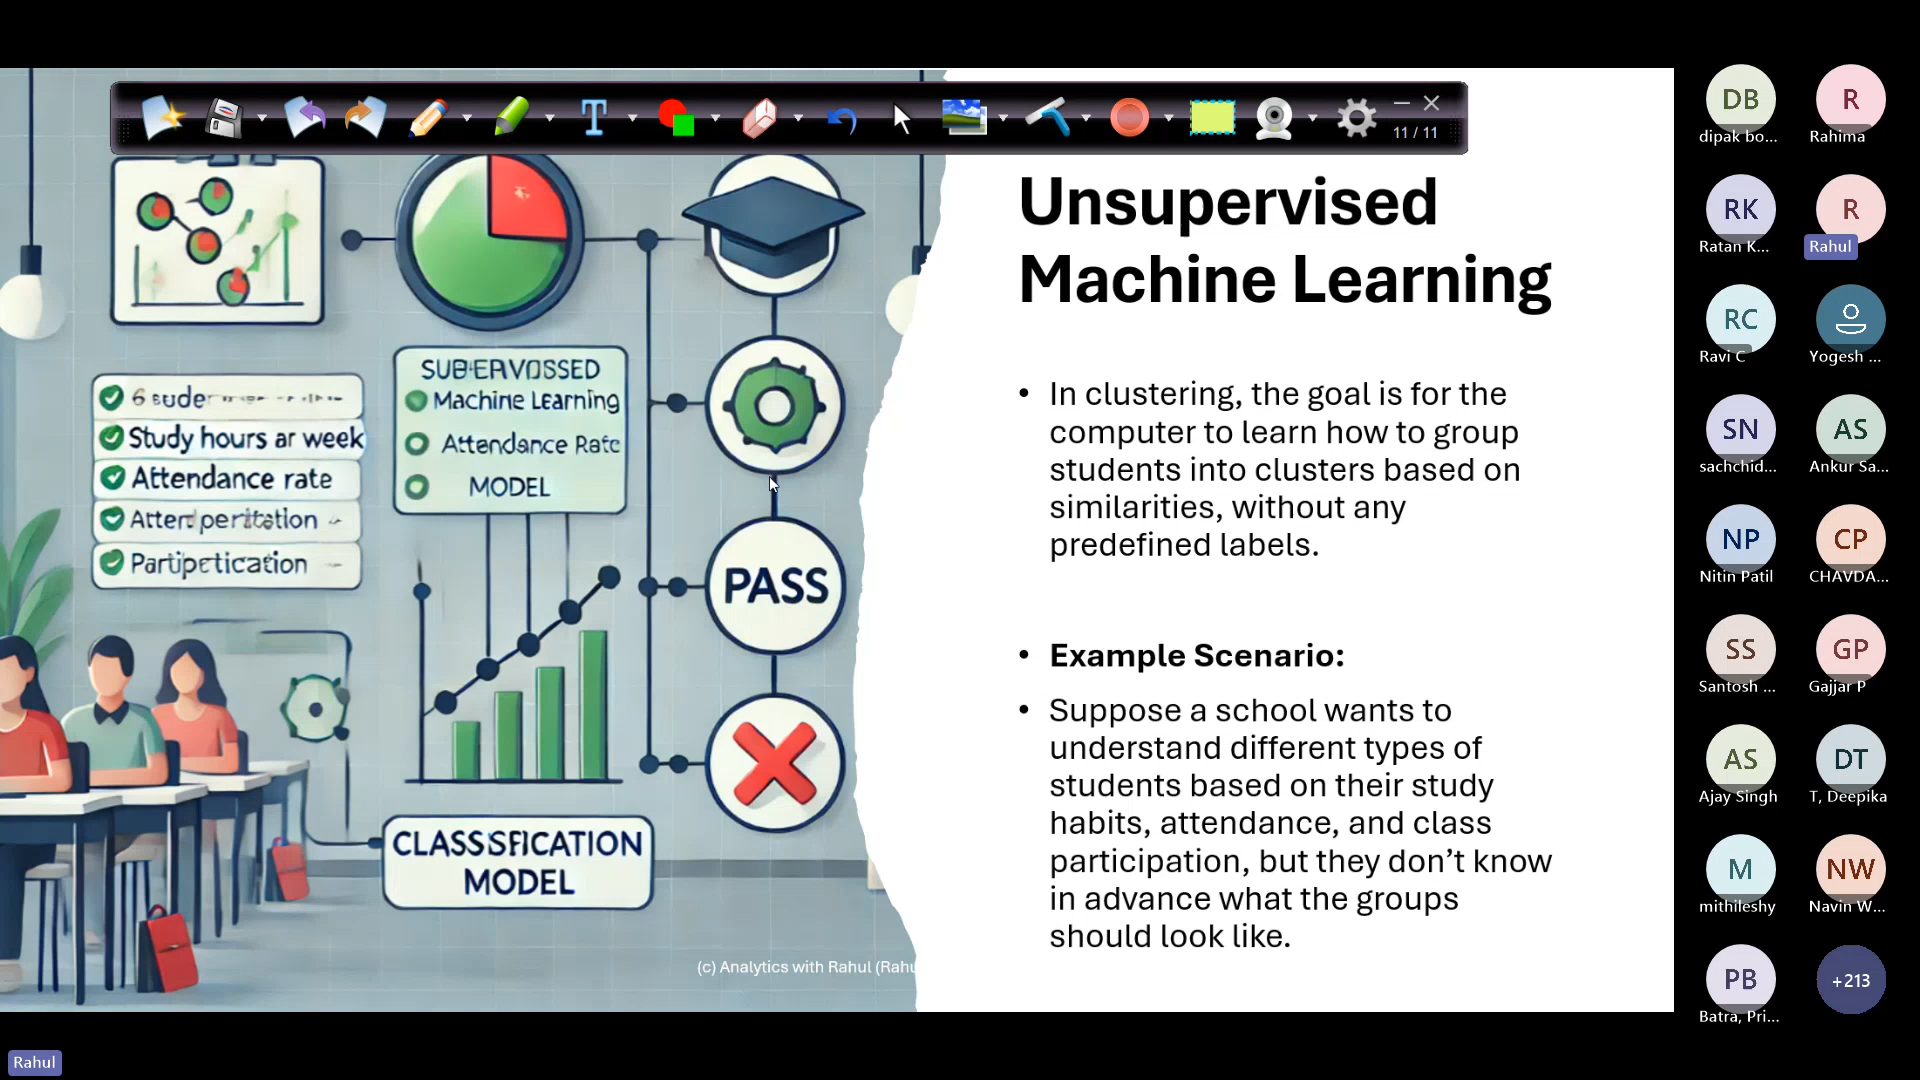 11 / 11
Study hours ar week
Attendance rate
SUPERVOSSED
Machine Learning
Attendance Rate
MODEL
PASS
CLASSSFICATION
MODEL
(c) Analytics with Rahul (Rahu
Unsupervised
Machine Learning
• In clustering, the goal is for the
computer to learn how to group
students into clusters based on
similarities, without any
predefined labels.
• Example Scenario:
• Suppose a school wants to
understand different types of
students based on their study
habits, attendance, and class
participation, but they don’t know
in advance what the groups
should look like.
DB
dipak bo...
R
Rahima
RK
Ratan K...
R
Rahul
RC
Ravi C
Yogesh ...
SN
sachchid...
AS
Ankur Sa...
NP
Nitin Patil
CP
CHAVDA...
SS
Santosh ...
GP
Gajjar P
AS
Ajay Singh
DT
T, Deepika
M
mithileshy
NW
Navin W...
PB
Batra, Pri...
+213
Rahul